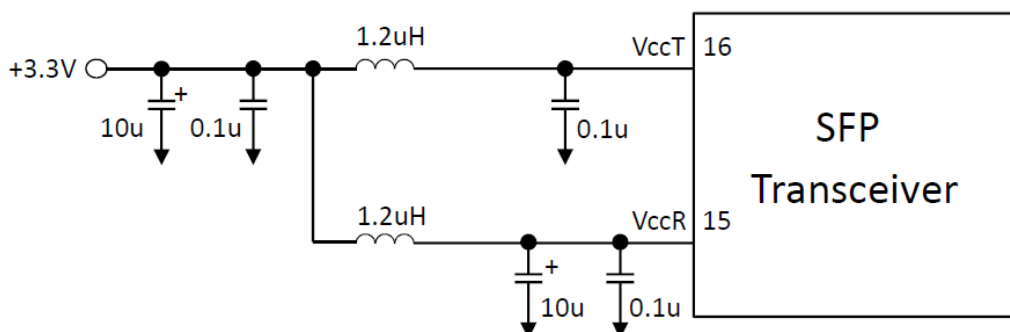 1.2uH
VccT 16
+3.3V
+
10u 0.1u
0.1u
SFP
Transceiver
1.2uH
VccR 15
+
10u 0.1u